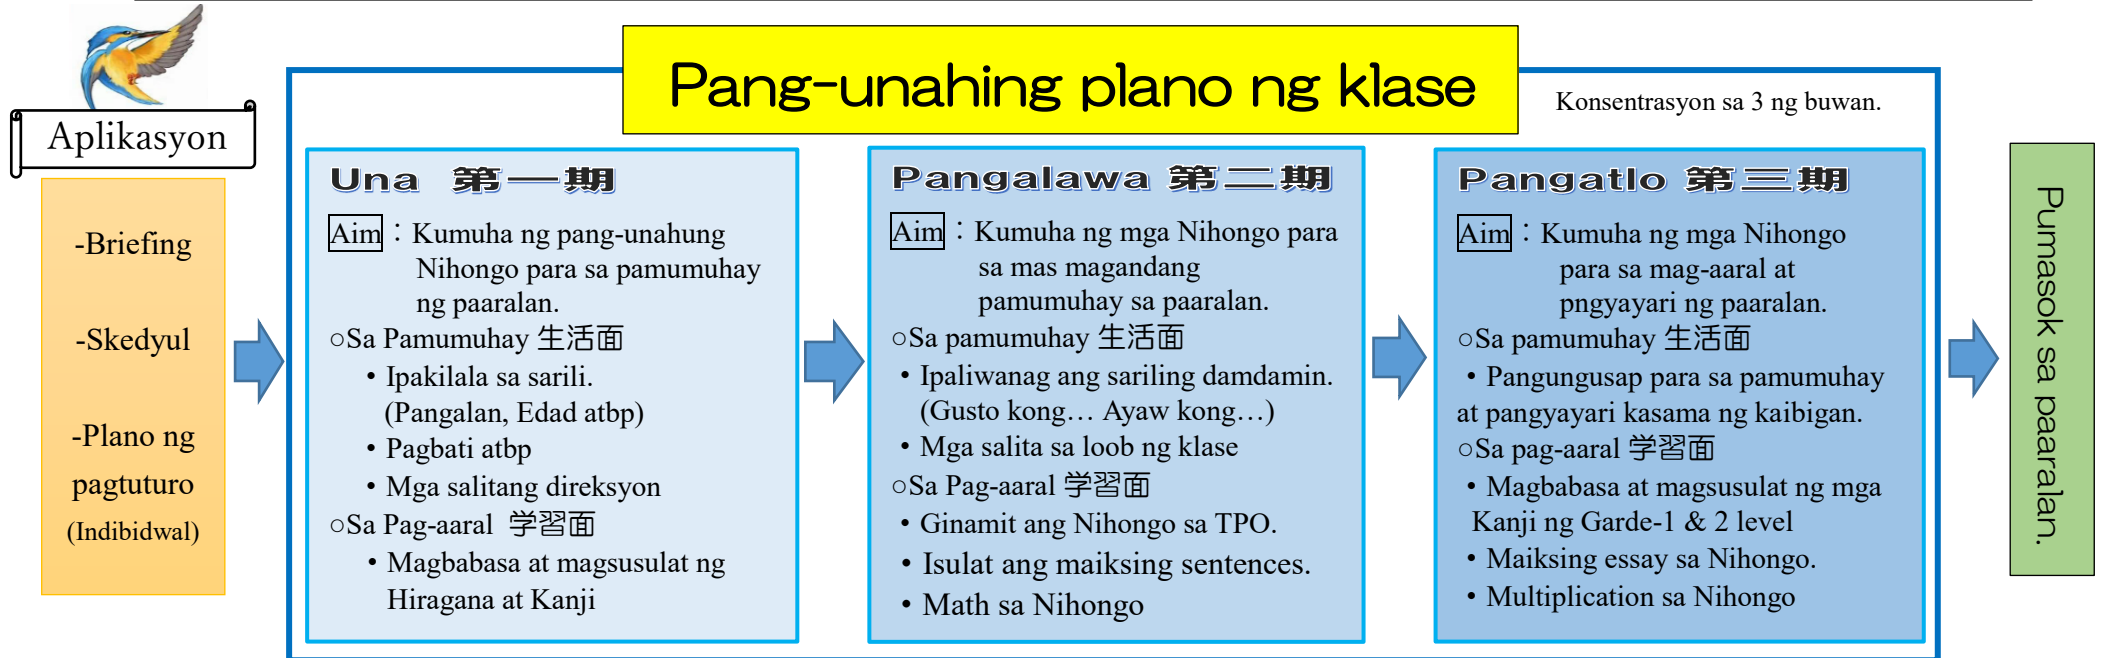 Pang-unahing plano ng klase
Konsentrasyon sa 3 ng buwan.
Aplikasyon
-Briefing
-Skedyul
-Plano ng
pagtuturo
(Indibidwal)
Una 第一期
Aim：Kumuha ng pang-unahung
Nihongo para sa pamumuhay
ng paaralan.
○Sa Pamumuhay 生活面
・Ipakilala sa sarili.
(Pangalan, Edad atbp)
・Pagbati atbp
・Mga salitang direksyon
○Sa Pag-aaral 学習面
・Magbabasa at magsusulat ng
Hiragana at Kanji
Pangalawa 第二期
Aim：Kumuha ng mga Nihongo para
sa mas magandang
pamumuhay sa paaralan.
○Sa pamumuhay 生活面
・Ipaliwanag ang sariling damdamin.
(Gusto kong… Ayaw kong…)
・Mga salita sa loob ng klase
○Sa Pag-aaral 学習面
・Ginamit ang Nihongo sa TPO.
・Isulat ang maiksing sentences.
・Math sa Nihongo
Pangatlo 第三期
Aim：Kumuha ng mga Nihongo
para sa mag-aaral at
pngyayari ng paaralan.
○Sa pamumuhay 生活面
・Pangungusap para sa pamumuhay
at pangyayari kasama ng kaibigan.
○Sa pag-aaral 学習面
・Magbabasa at magsusulat ng mga
Kanji ng Garde-1 & 2 level
・Maiksing essay sa Nihongo.
・Multiplication sa Nihongo
Pumasok sa paaralan.